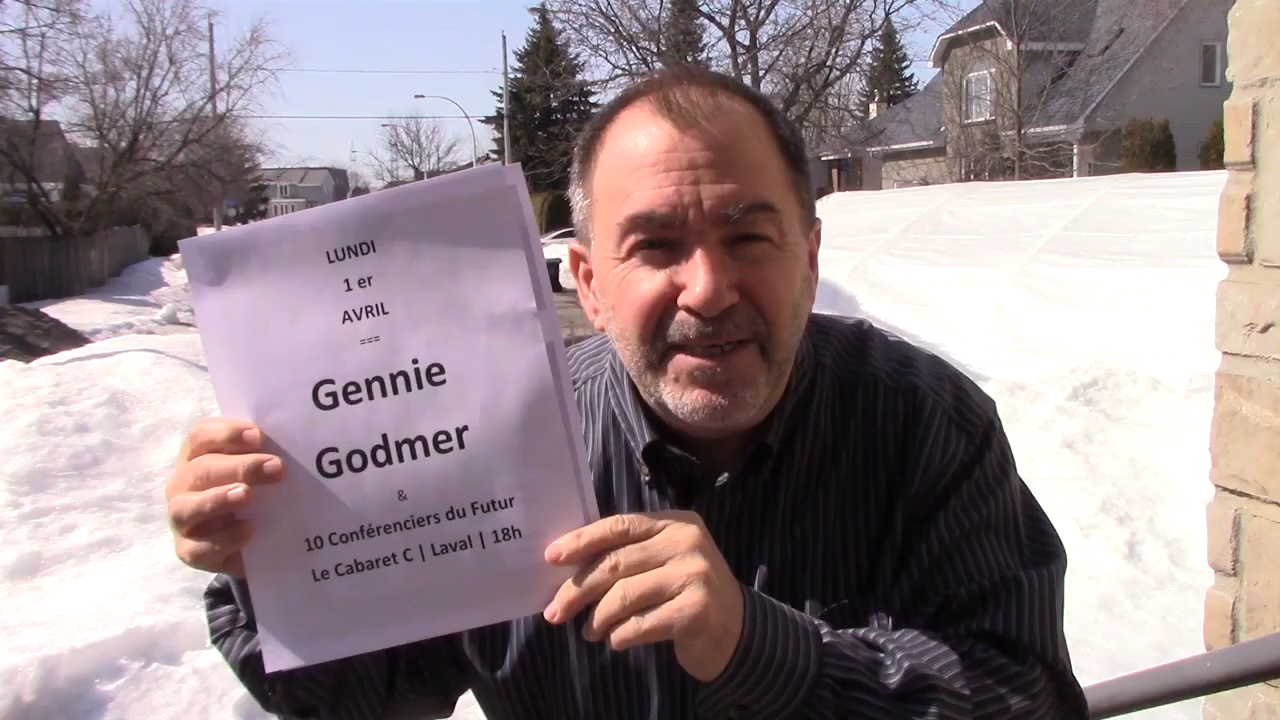 LUNDI
1 er
AVRIL
===
Gennie
Godmer
&
10 Conférenciers du Futur
Le Cabaret C | Laval | 18h